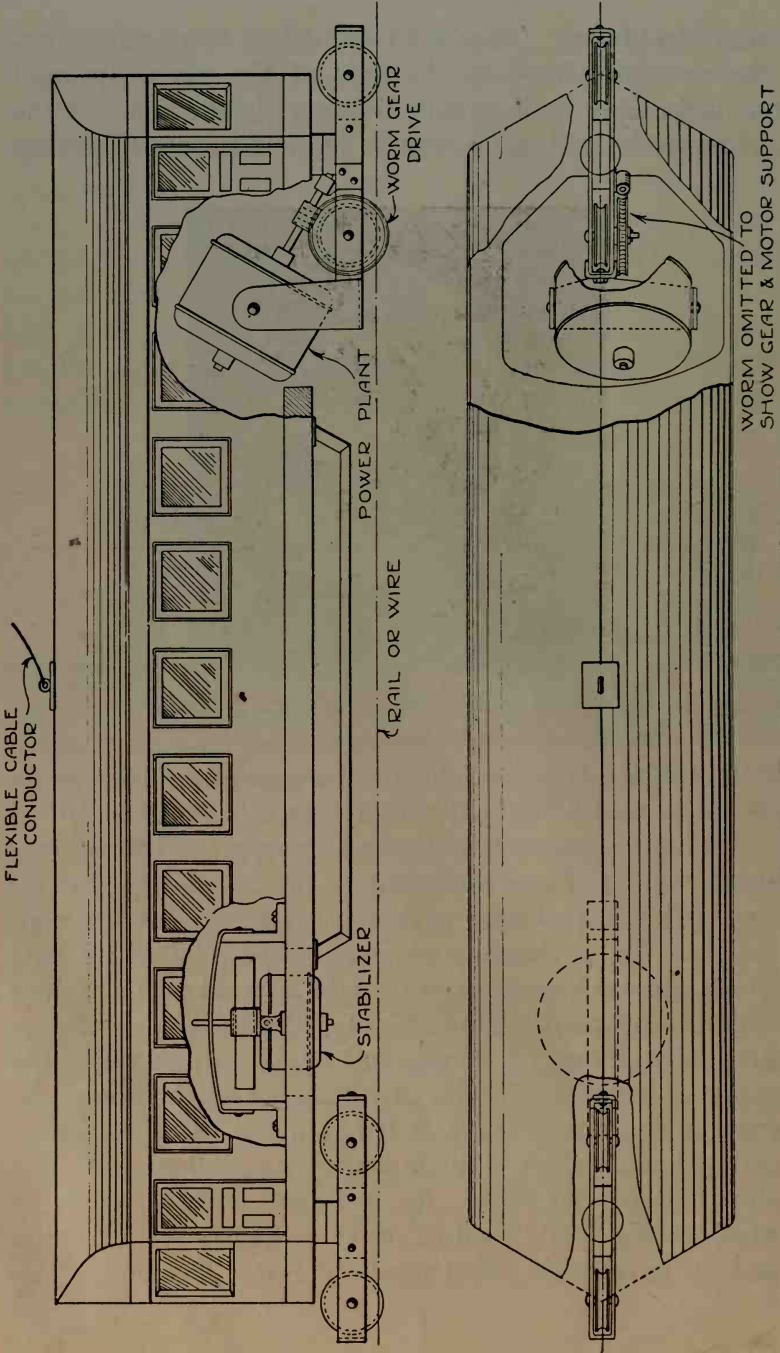 FLEXIBLE CABLE
CONDUCTOR
WORM GEAR
DRIVE
POWER PLANT
RAIL OR WIRE
STABILIZER
WORM OMITTED TO
SHOW GEAR & MOTOR SUPPORT